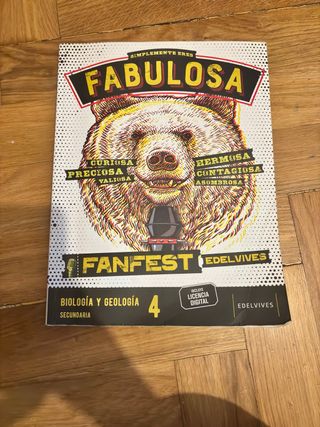 SIMPLEMENTE ERES
FABULOSA
CURIOSA
PRECIOSA
VALIOSA
HERMOSA
CONTAGIOSA
ASOMBROSA
FANFEST EDELVIVES
BIOLOGÍA Y GEOLOGÍA 4
SECUNDARIA
INCLUYE
LICENCIA
DIGITAL
EDELVIVES